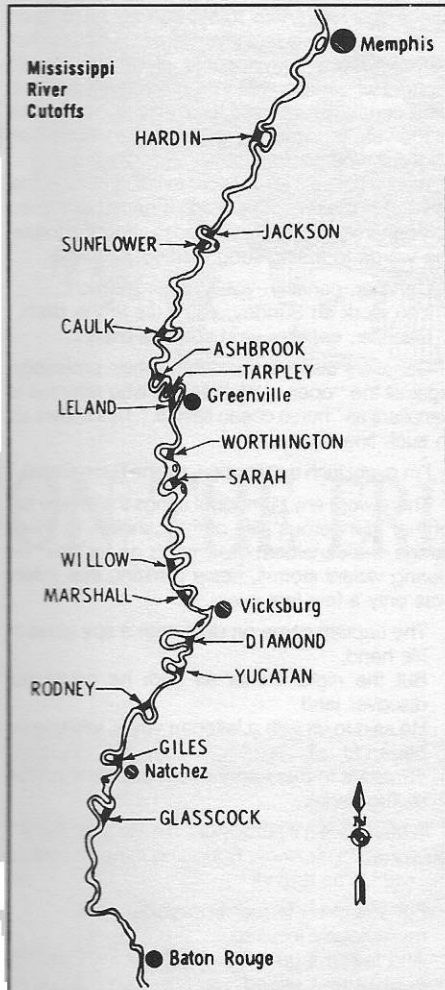 Memphis
Mississippi
River
Cutoffs
HARDIN
JACKSON
SUNFLOWER
CAULK
ASHBROOK
TARPLEY
Greenville
LELAND
WORTHINGTON
SARAH
WILLOW
MARSHALL
Vicksburg
DIAMOND
YUCATAN
RODNEY
GILES
Natchez
GLASSCOCK
N
Baton Rouge